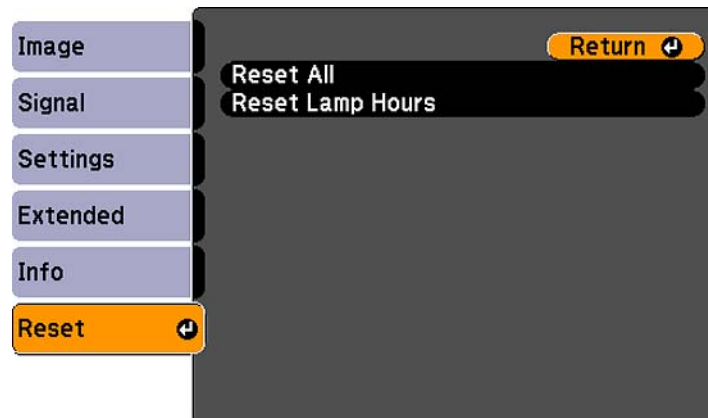 Image
Signal
Settings
Extended
Info
Reset
Return
Reset All
Reset Lamp Hours